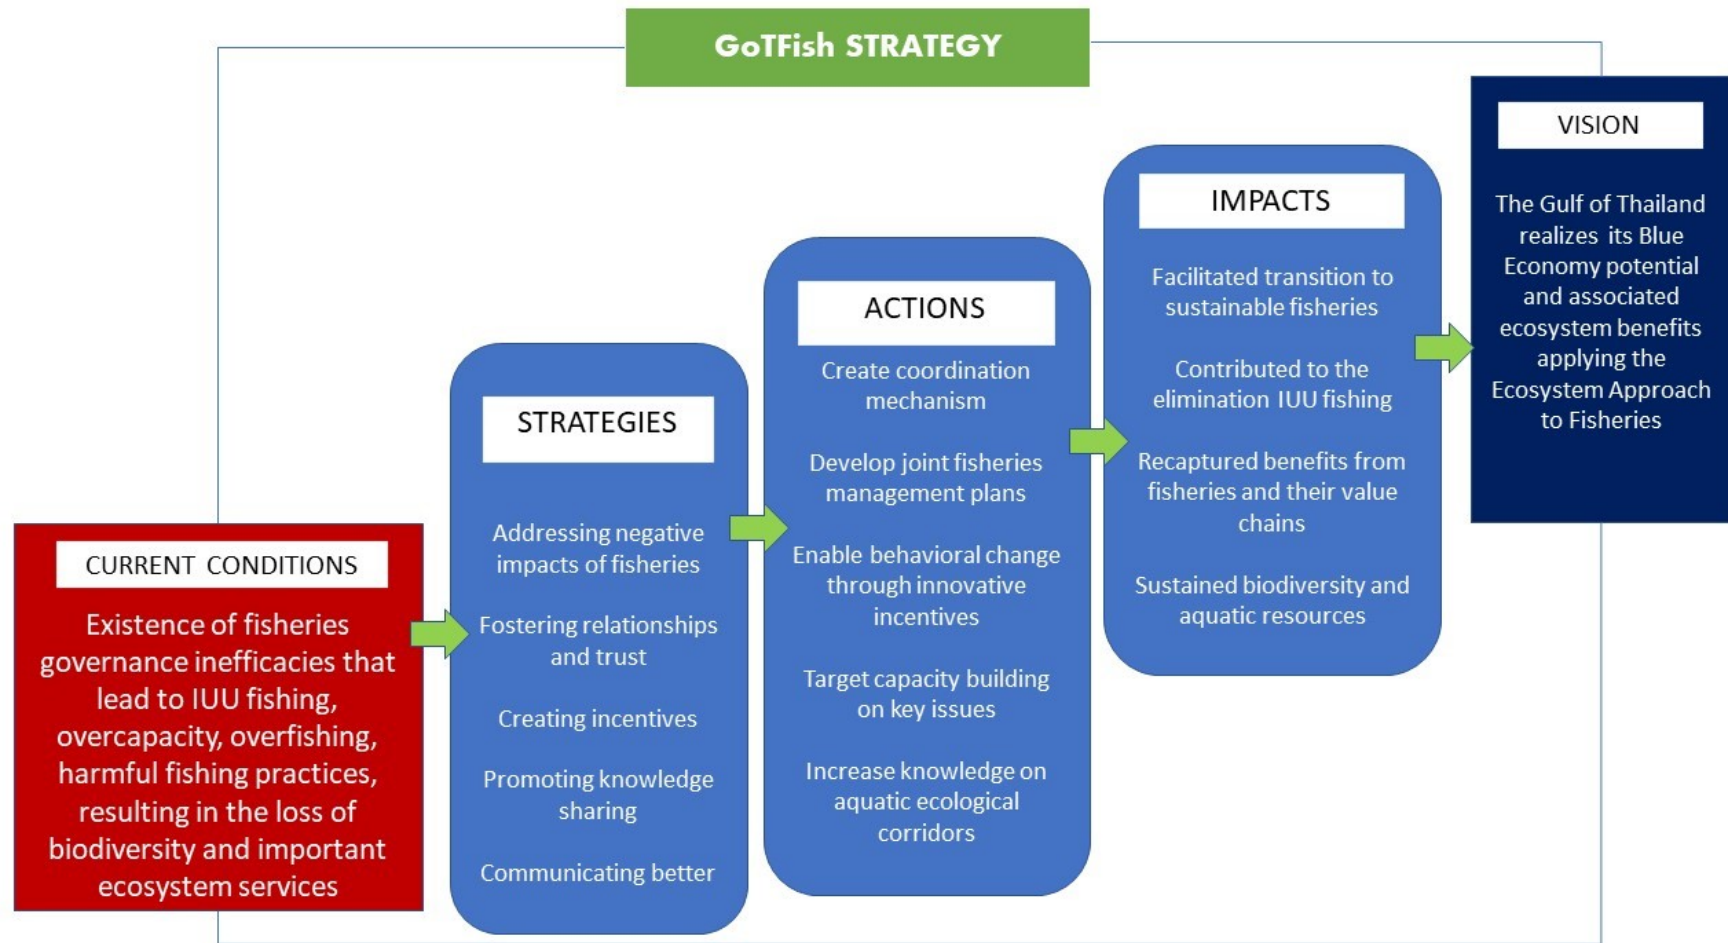 GoTFish STRATEGY
CURRENT CONDITIONS
Existence of fisheries
governance inefficacies that
lead to IUU fishing,
overcapacity, overfishing,
harmful fishing practices,
resulting in the loss of
biodiversity and important
ecosystem services
STRATEGIES
Addressing negative
impacts of fisheries
Fostering relationships
and trust
Creating incentives
Promoting knowledge
sharing
Communicating better
ACTIONS
Create coordination
mechanism
Develop joint fisheries
management plans
Enable behavioral change
through innovative
incentives
Target capacity building
on key issues
Increase knowledge on
aquatic ecological
corridors
IMPACTS
Facilitated transition to
sustainable fisheries
Contributed to the
elimination IUU fishing
Recaptured benefits from
fisheries and their value
chains
Sustained biodiversity and
aquatic resources
VISION
The Gulf of Thailand
realizes its Blue
Economy potential
and associated
ecosystem benefits
applying the
Ecosystem Approach
to Fisheries